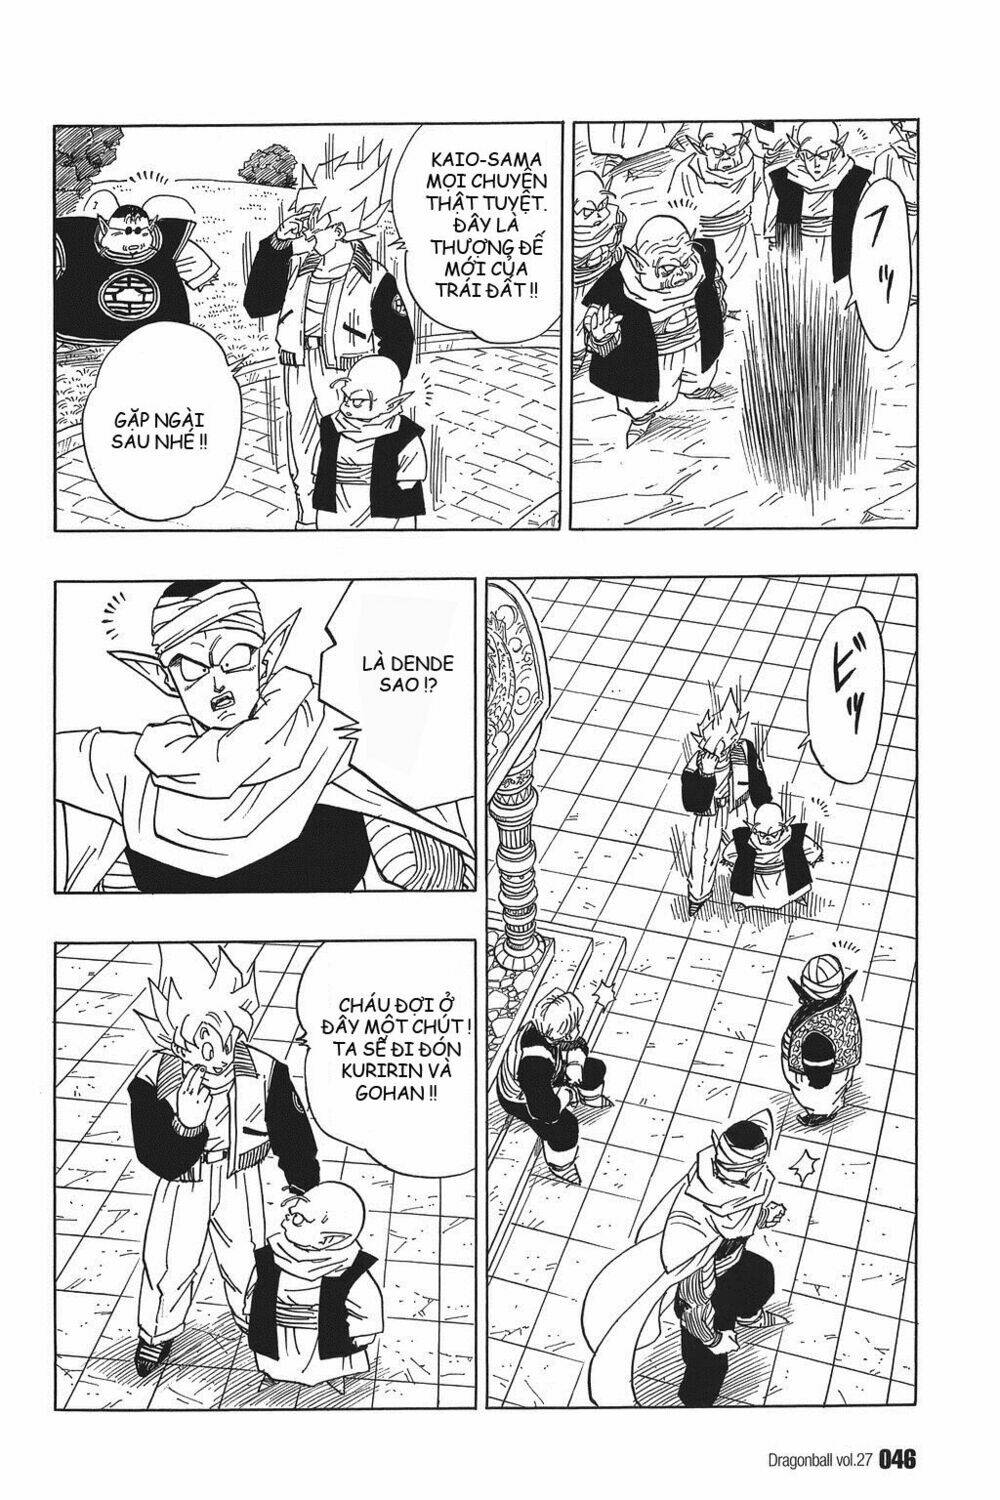 フッ
KAIO-SAMA
MỌI CHUYỆN
THẬT TUYỆT.
ĐÂY LÀ
THƯỢNG ĐẾ
MỚI CỦA
TRÁI ĐẤT !!
GẶP NGÀI
SAU NHÉ !!
ビッ
LÀ DENDE
SAO !?
CHÁU ĐỢI Ở
ĐÂY MỘT CHÚT !
TA SẼ ĐI ĐÓN
KURIRIN VÀ
GOHAN !!
Dragonball vol.27 046